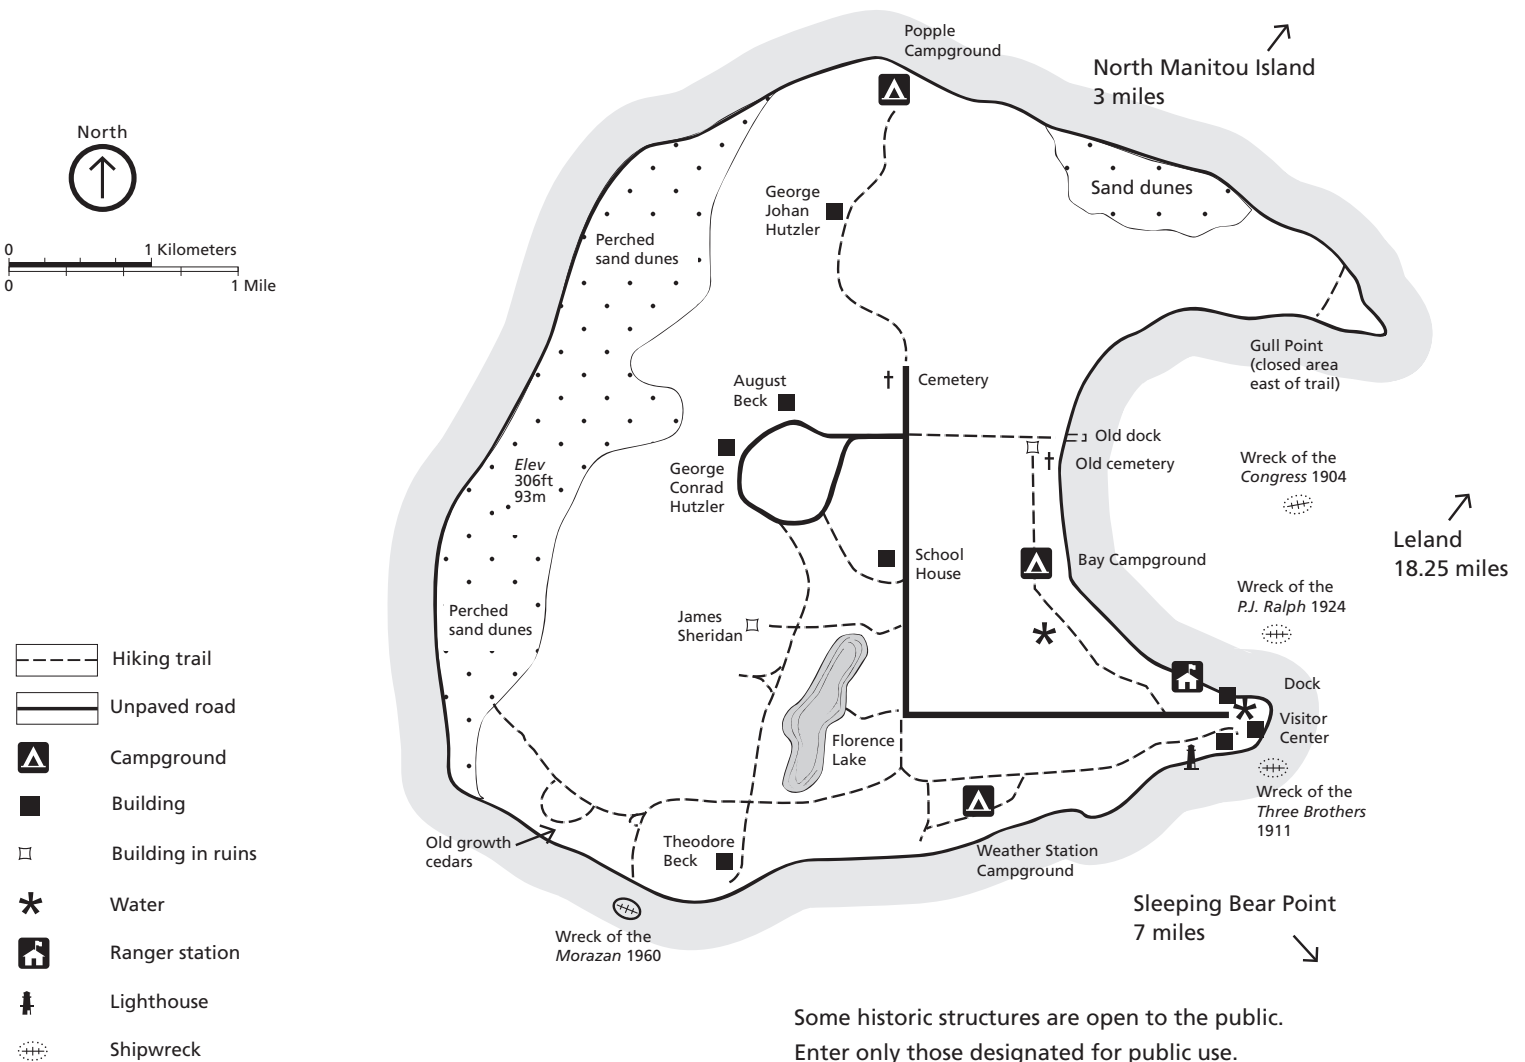 Popple
Campground
North Manitou Island
3 miles
North
0 1 Kilometers
0 1 Mile
George
Johan
Hutzler
Sand dunes
Perched
sand dunes
Gull Point
(closed area
east of trail)
August
Beck
Cemetery
Old dock
Old cemetery
Wreck of the
Congress 1904
George
Conrad
Hutzler
Elev
306ft
93m
Leland
18.25 miles
School
House
Bay Campground
Wreck of the
P.J. Ralph 1924
Perched
sand dunes
James
Sheridan
Dock
Visitor
Center
Florence
Lake
Wreck of the
Three Brothers
1911
Old growth
cedars
Theodore
Beck
Weather Station
Campground
Wreck of the
Morazan 1960
Sleeping Bear Point
7 miles
Hiking trail
Unpaved road
Campground
Building
Building in ruins
Water
Ranger station
Lighthouse
Shipwreck
Some historic structures are open to the public.
Enter only those designated for public use.